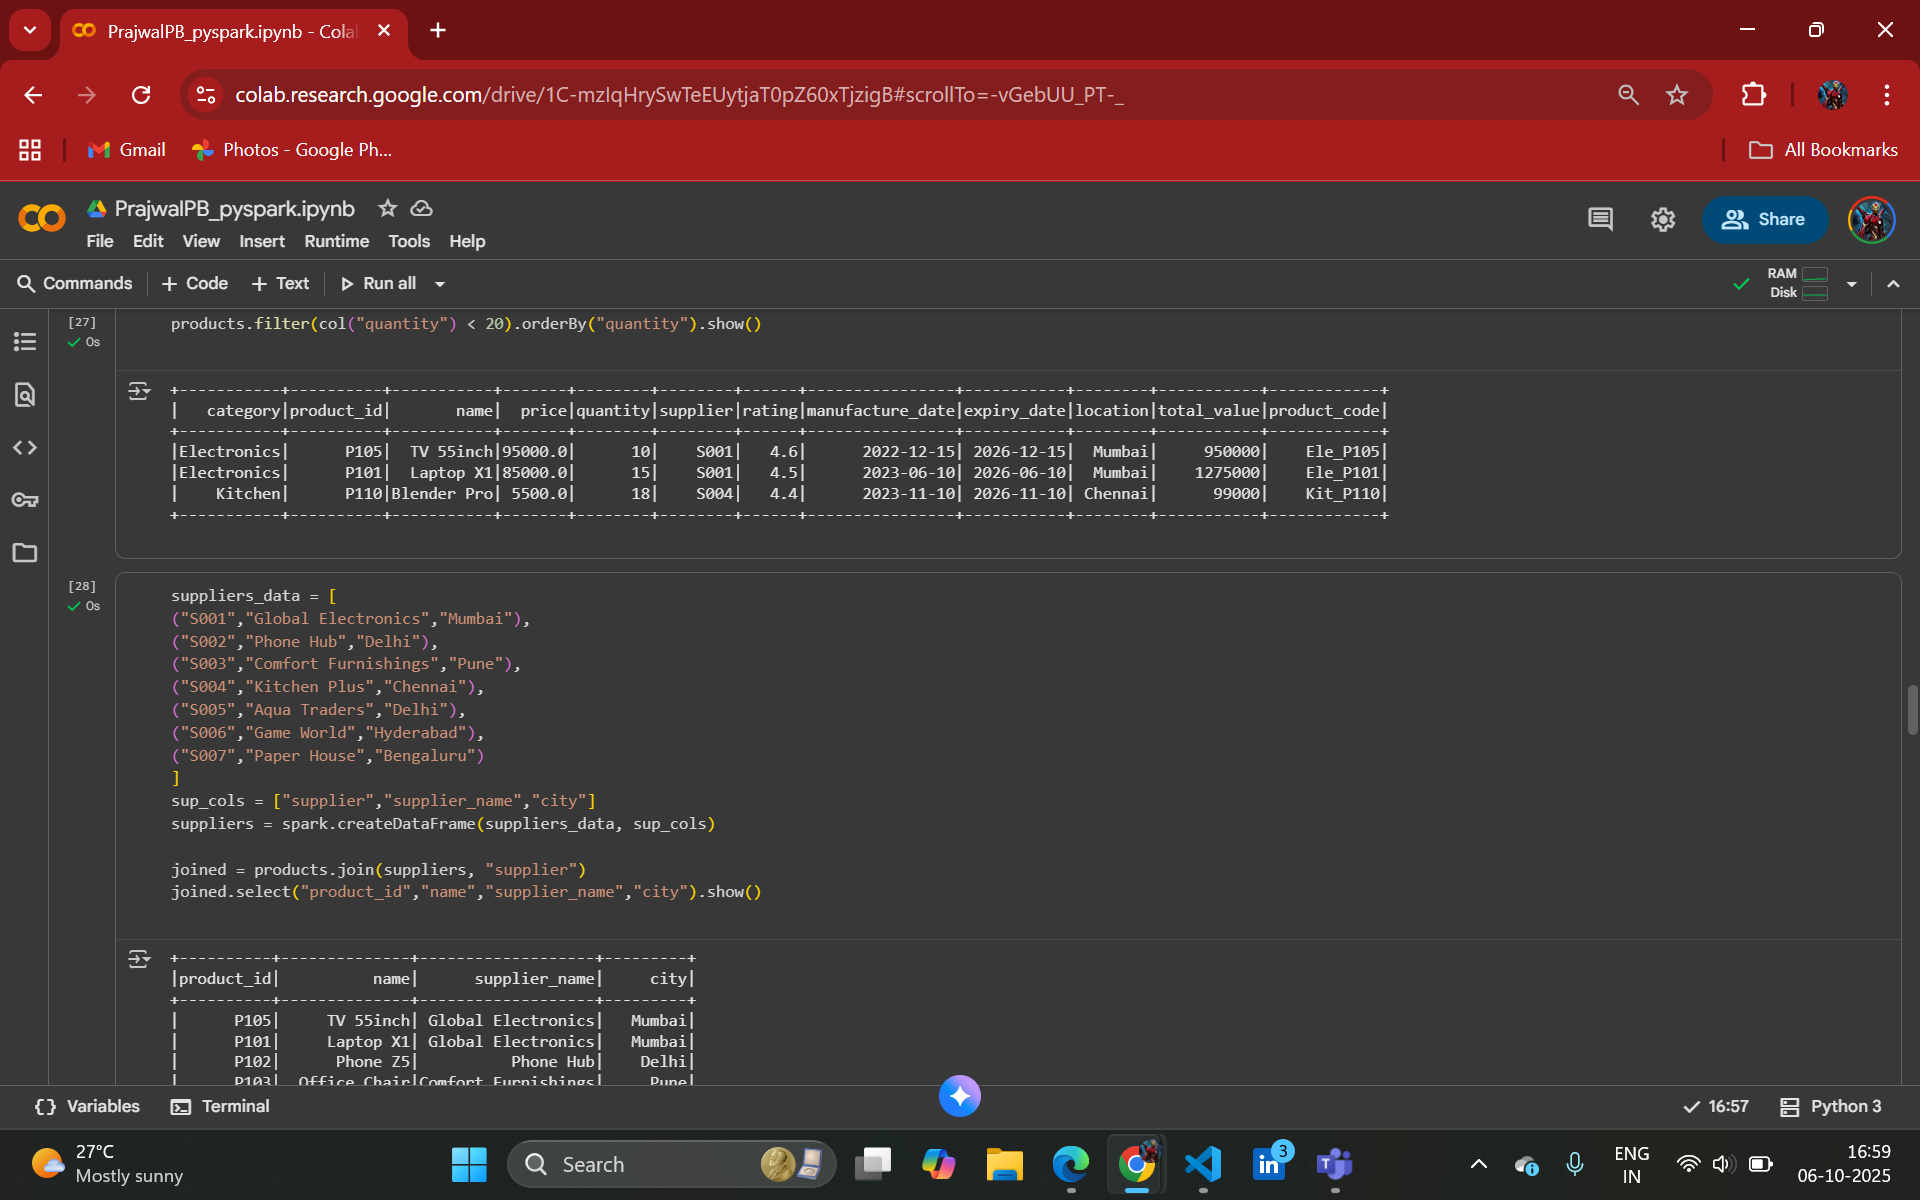 PrajwalPB_pyspark.ipynb - Cola
colab.research.google.com/drive/1C-mzIqHrySwTeEUytjaT0pZ60xTjzigB#scrollTo=-vGebUU_PT-_
Gmail
Photos - Google Ph...
All Bookmarks
PrajwalPB_pyspark.ipynb
File Edit View Insert Runtime Tools Help
Share
Commands + Code + Text Run all
RAM
Disk
[27]
0s
products.filter(col("quantity") < 20).orderBy("quantity").show()
+-----------+----------+-----------+-------+--------+--------+------+----------------+-----------+--------+-----------+------------+
|   category|product_id|       name|  price|quantity|supplier|rating|manufacture_date|expiry_date|location|total_value|product_code|
+-----------+----------+-----------+-------+--------+--------+------+----------------+-----------+--------+-----------+------------+
|Electronics|      P105|  TV 55inch|95000.0|      10|    S001|   4.6|      2022-12-15| 2026-12-15|  Mumbai|     950000|    Ele_P105|
|Electronics|      P101|  Laptop X1|85000.0|      15|    S001|   4.5|      2023-06-10| 2026-06-10|  Mumbai|    1275000|    Ele_P101|
|    Kitchen|      P110|Blender Pro| 5500.0|      18|    S004|   4.4|      2023-11-10| 2026-11-10| Chennai|      99000|    Kit_P110|
+-----------+----------+-----------+-------+--------+--------+------+----------------+-----------+--------+-----------+------------+
[28]
0s
suppliers_data = [
("S001","Global Electronics","Mumbai"),
("S002","Phone Hub","Delhi"),
("S003","Comfort Furnishings","Pune"),
("S004","Kitchen Plus","Chennai"),
("S005","Aqua Traders","Delhi"),
("S006","Game World","Hyderabad"),
("S007","Paper House","Bengaluru")
]
sup_cols = ["supplier","supplier_name","city"]
suppliers = spark.createDataFrame(suppliers_data, sup_cols)
joined = products.join(suppliers, "supplier")
joined.select("product_id","name","supplier_name","city").show()
+----------+--------------+-------------------+---------+
|product_id|          name|      supplier_name|     city|
+----------+--------------+-------------------+---------+
|      P105|     TV 55inch| Global Electronics|   Mumbai|
|      P101|     Laptop X1| Global Electronics|   Mumbai|
|      P102|      Phone Z5|          Phone Hub|    Delhi|
|      P103|  Office Chair|Comfort Furnishings|     Pune|
Variables
Terminal
16:57
Python 3
27°C
Mostly sunny
Search
3
ENG
IN
16:59
06-10-2025